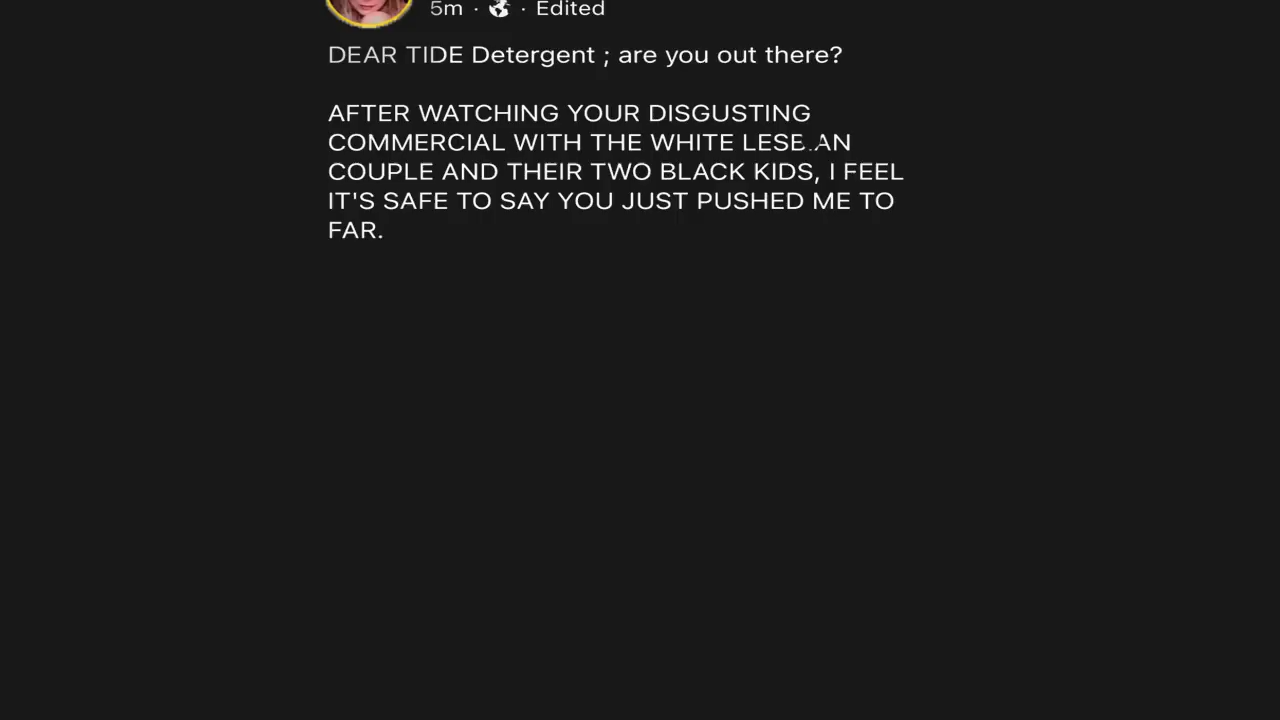 5m · · Edited
DEAR TIDE Detergent ; are you out there?
AFTER WATCHING YOUR DISGUSTING
COMMERCIAL WITH THE WHITE
COUPLE AND THEIR TWO BLACK KIDS, I FEEL
IT'S SAFE TO SAY YOU JUST PUSHED ME TO
FAR.